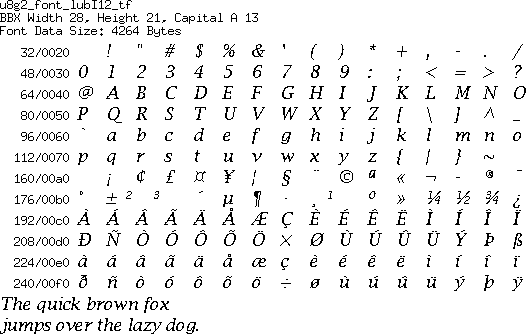 u8g2_font_lubI12_tf
BBX Width 28, Height 21, Capital A 13
Font Data Size: 4264 Bytes
32/0020 ! " # $ % & ' ( ) * + , - . /
48/0030 0 1 2 3 4 5 6 7 8 9 : ; < = > ?
64/0040 @ A B C D E F G H I J K L M N O
80/0050 P Q R S T U V W X Y Z [ \ ] ^ _
96/0060 ` a b c d e f g h i j k l m n o
112/0070 p q r s t u v w x y z { | } ~
160/00a0 ¡ ¢ £ ¤ ¥ ¦ § ¨ © ª « ¬ - ® ¯
176/00b0 ° ± ² ³ ´ µ ¶ · ¸ ¹ º » ¼ ½ ¾ ¿
192/00c0 À Á Â Ã Ä Å Æ Ç È É Ê Ë Ì Í Î Ï
208/00d0 Ð Ñ Ò Ó Ô Õ Ö × Ø Ù Ú Û Ü Ý Þ ß
224/00e0 à á â ã ä å æ ç è é ê ë ì í î ï
240/00f0 ð ñ ò ó ô õ ö ÷ ø ù ú û ü ý þ ÿ
The quick brown fox
jumps over the lazy dog.